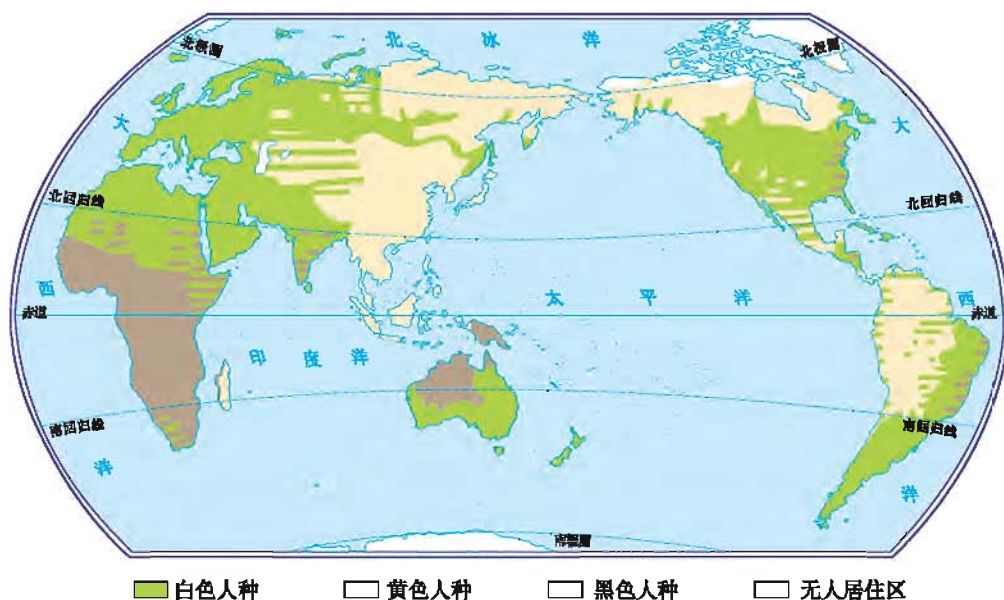 北冰洋
北极圈
北极圈
大
大
北回归线
北回归线
西
太平洋
西
赤道
赤道
印度洋
南回归线
南回归线
洋
洋
南极圈
白色人种 黄色人种 黑色人种 无人居住区